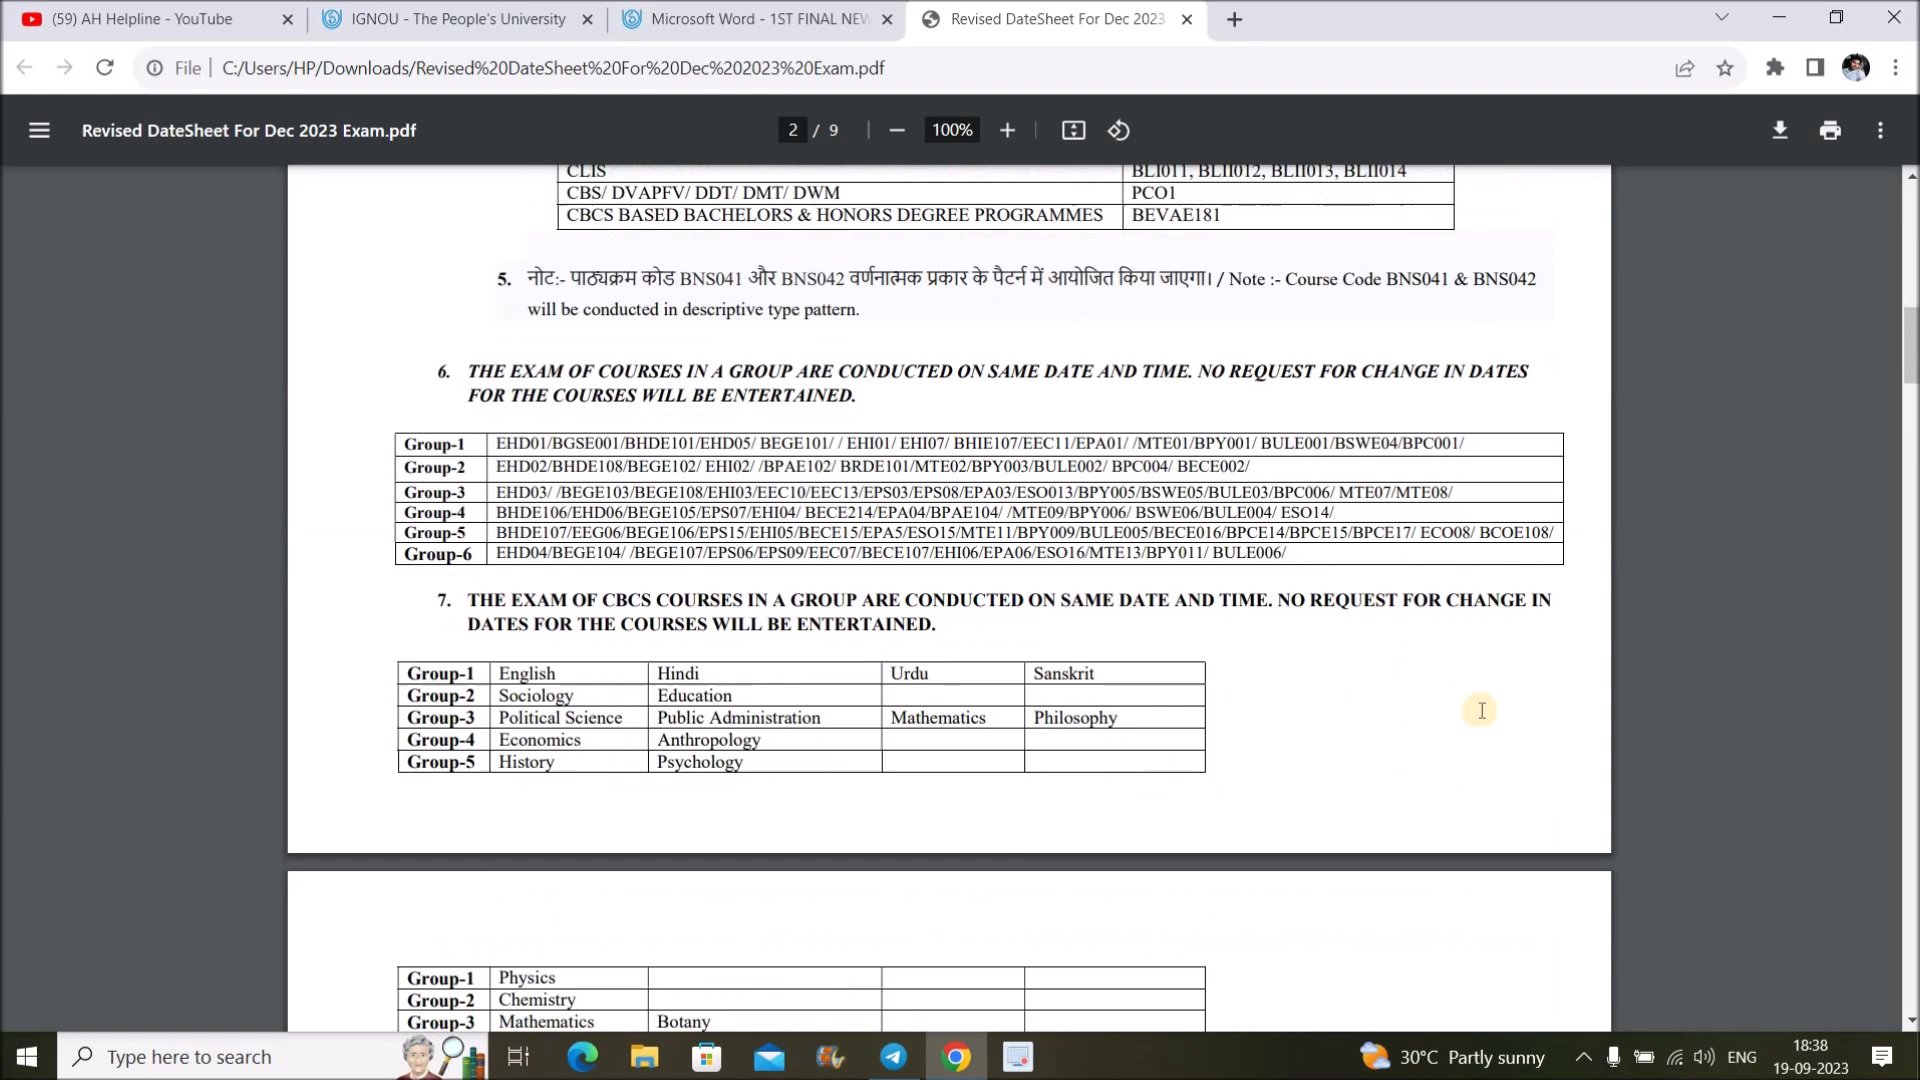 (59) AH Helpline - YouTube
IGNOU - The People's University
Microsoft Word - 1ST FINAL NEW
Revised DateSheet For Dec 2023
File
C:/Users/HP/Downloads/Revised%20DateSheet%20For%20Dec%202023%20Exam.pdf
Revised DateSheet For Dec 2023 Exam.pdf
2 / 9
100%
CLIS BLI011, BLII012, BLII013, BLII014
CBS/ DVAPFV/ DDT/ DMT/ DWM PCO1
CBCS BASED BACHELORS & HONORS DEGREE PROGRAMMES BEVAE181
5. नोट:- पाठ्यक्रम कोड BNS041 और BNS042 वर्णनात्मक प्रकार के पैटर्न में आयोजित किया जाएगा। / Note :- Course Code BNS041 & BNS042
will be conducted in descriptive type pattern.
6. THE EXAM OF COURSES IN A GROUP ARE CONDUCTED ON SAME DATE AND TIME. NO REQUEST FOR CHANGE IN DATES
FOR THE COURSES WILL BE ENTERTAINED.
Group-1 EHD01/BGSE001/BHDE101/EHD05/ BEGE101/ / EHI01/ EHI07/ BHIE107/EEC11/EPA01/ /MTE01/BPY001/ BULE001/BSWE04/BPC001/
Group-2 EHD02/BHDE108/BEGE102/ EHI02/ /BPAE102/ BRDE101/MTE02/BPY003/BULE002/ BPC004/ BECE002/
Group-3 EHD03/ /BEGE103/BEGE108/EHI03/EEC10/EEC13/EPS03/EPS08/EPA03/ESO013/BPY005/BSWE05/BULE03/BPC006/ MTE07/MTE08/
Group-4 BHDE106/EHD06/BEGE105/EPS07/EHI04/ BECE214/EPA04/BPAE104/ /MTE09/BPY006/ BSWE06/BULE004/ ESO14/
Group-5 BHDE107/EEG06/BEGE106/EPS15/EHI05/BECE15/EPA5/ESO15/MTE11/BPY009/BULE005/BECE016/BPCE14/BPCE15/BPCE17/ ECO08/ BCOE108/
Group-6 EHD04/BEGE104/ /BEGE107/EPS06/EPS09/EEC07/BECE107/EHI06/EPA06/ESO16/MTE13/BPY011/ BULE006/
7. THE EXAM OF CBCS COURSES IN A GROUP ARE CONDUCTED ON SAME DATE AND TIME. NO REQUEST FOR CHANGE IN
DATES FOR THE COURSES WILL BE ENTERTAINED.
Group-1 English Hindi Urdu Sanskrit
Group-2 Sociology Education
Group-3 Political Science Public Administration Mathematics Philosophy
Group-4 Economics Anthropology
Group-5 History Psychology
Group-1 Physics
Group-2 Chemistry
Group-3 Mathematics Botany
Type here to search
30°C Partly sunny
ENG
18:38
19-09-2023